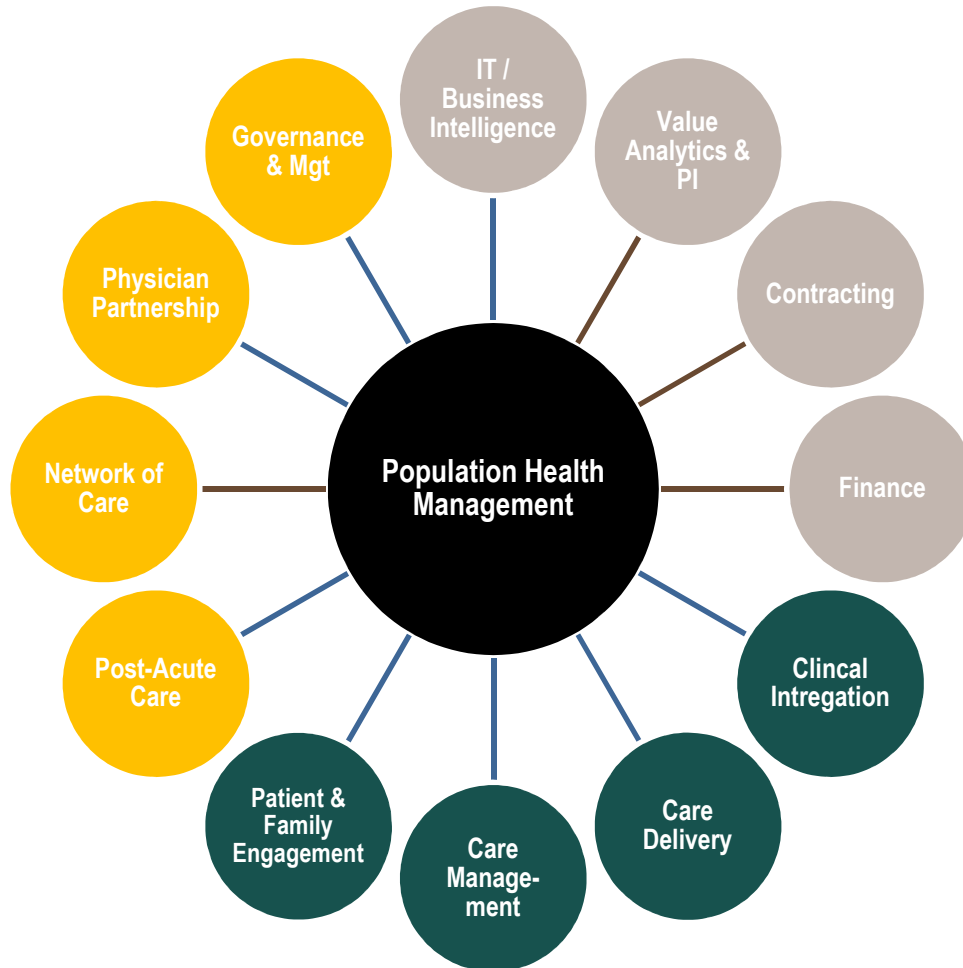 IT /
Business
Intelligence
Value
Analytics &
PI
Contracting
Finance
Clincal
Intregation
Care
Delivery
Care
Manage-
ment
Patient &
Family
Engagement
Post-Acute
Care
Network of
Care
Physician
Partnership
Governance
& Mgt
Population Health
Management